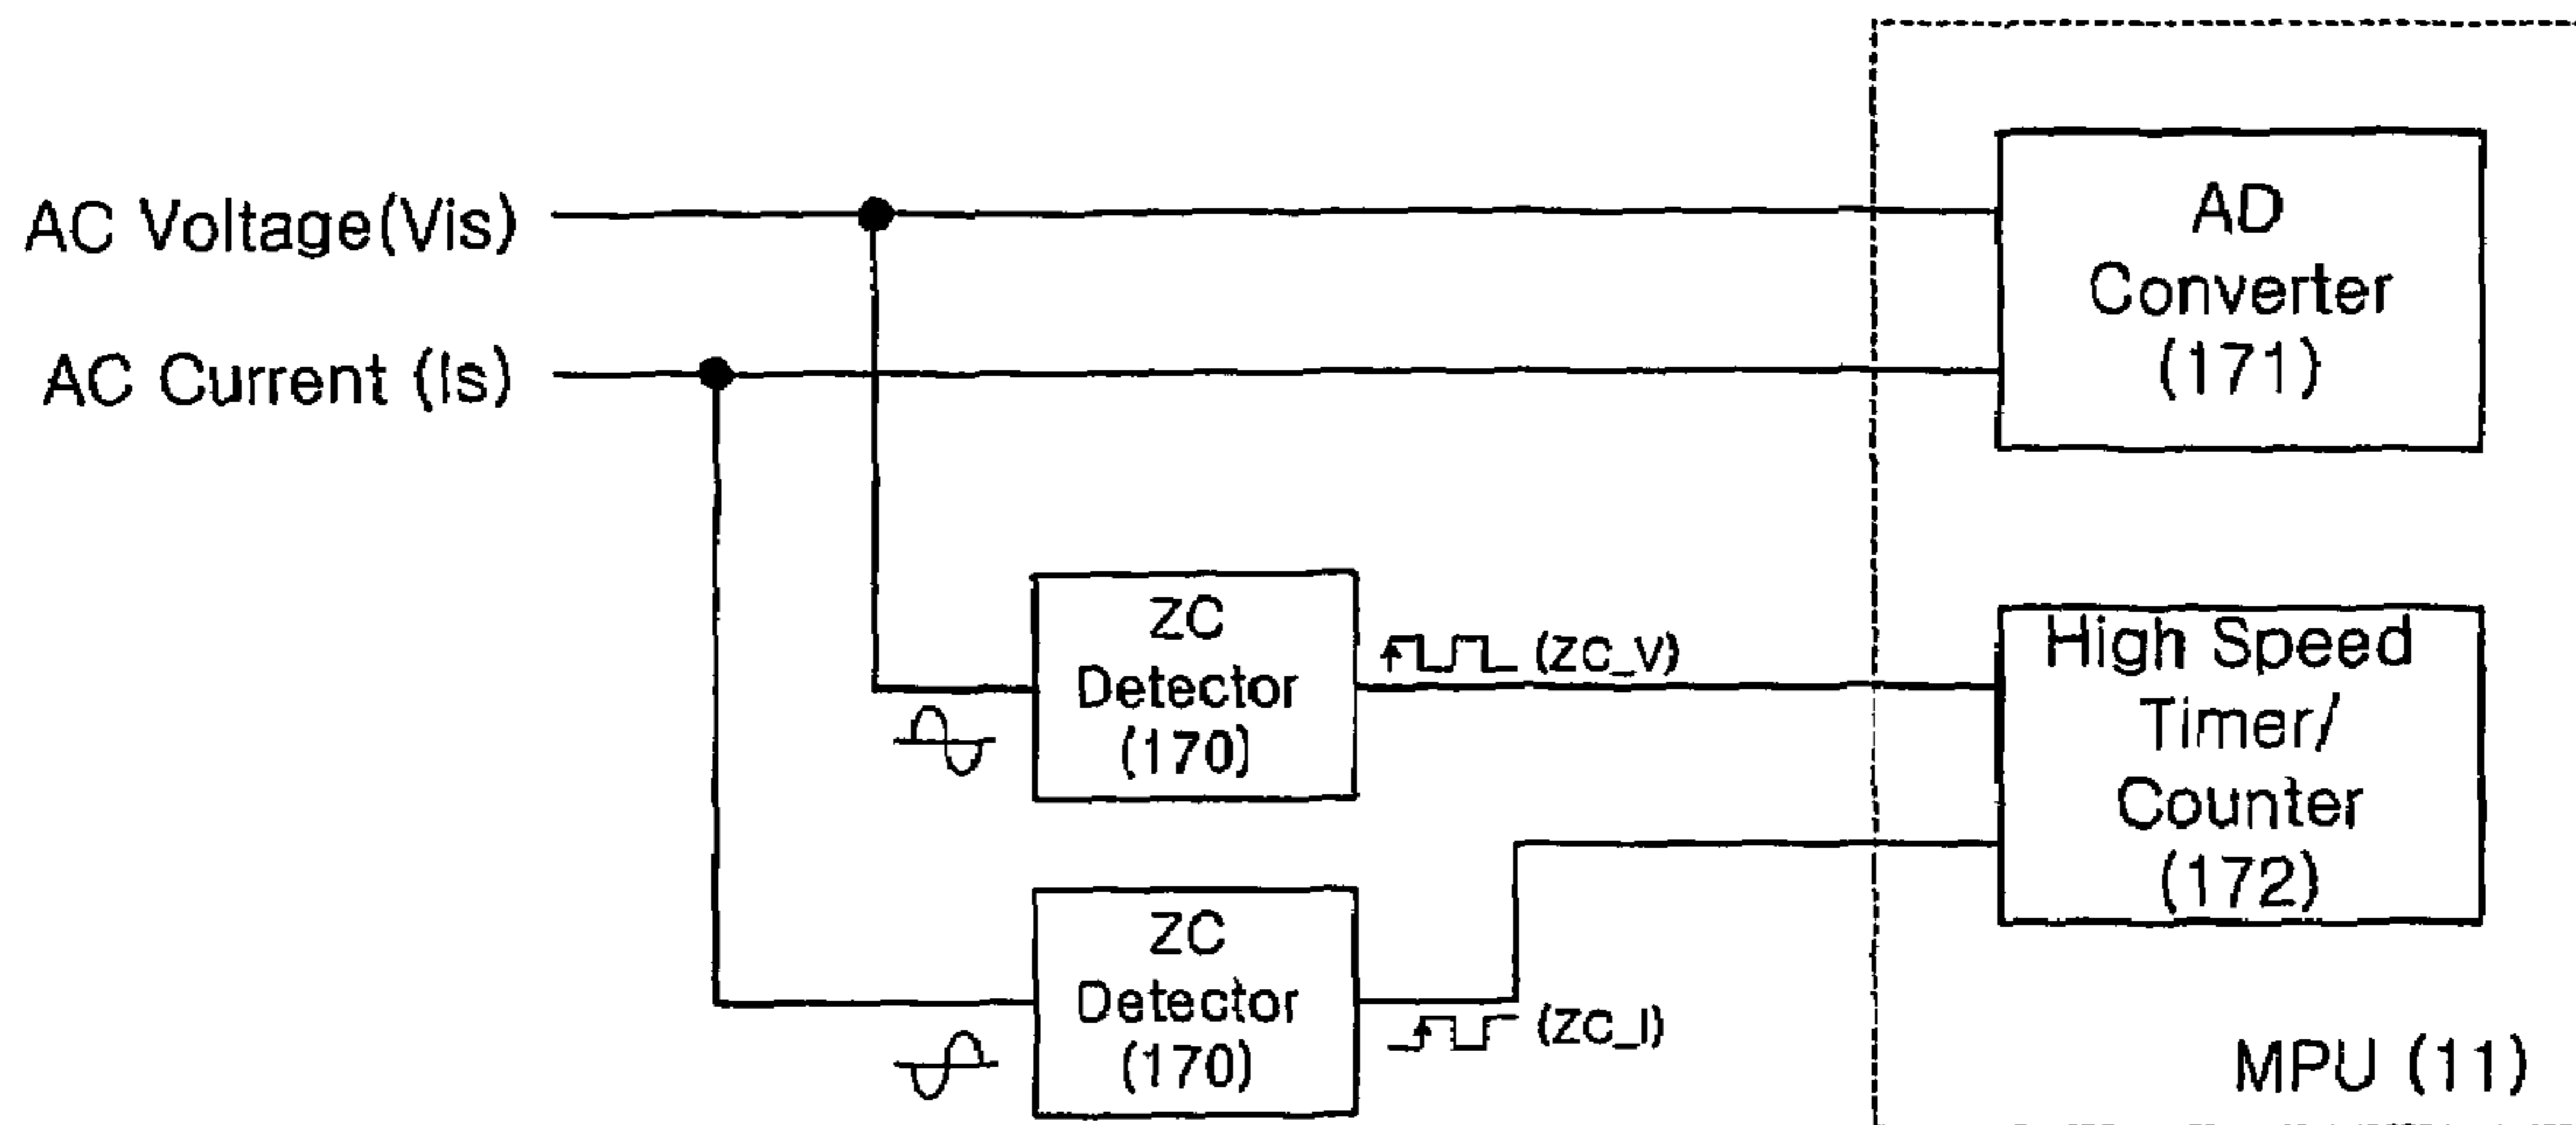 AC Voltage(Vis)
AC Current (Is)
AD
Converter
(171)
ZC
Detector
(170)
(ZC_V)
High Speed
Timer/
Counter
(172)
ZC
Detector
(170)
(ZC_I)
MPU (11)